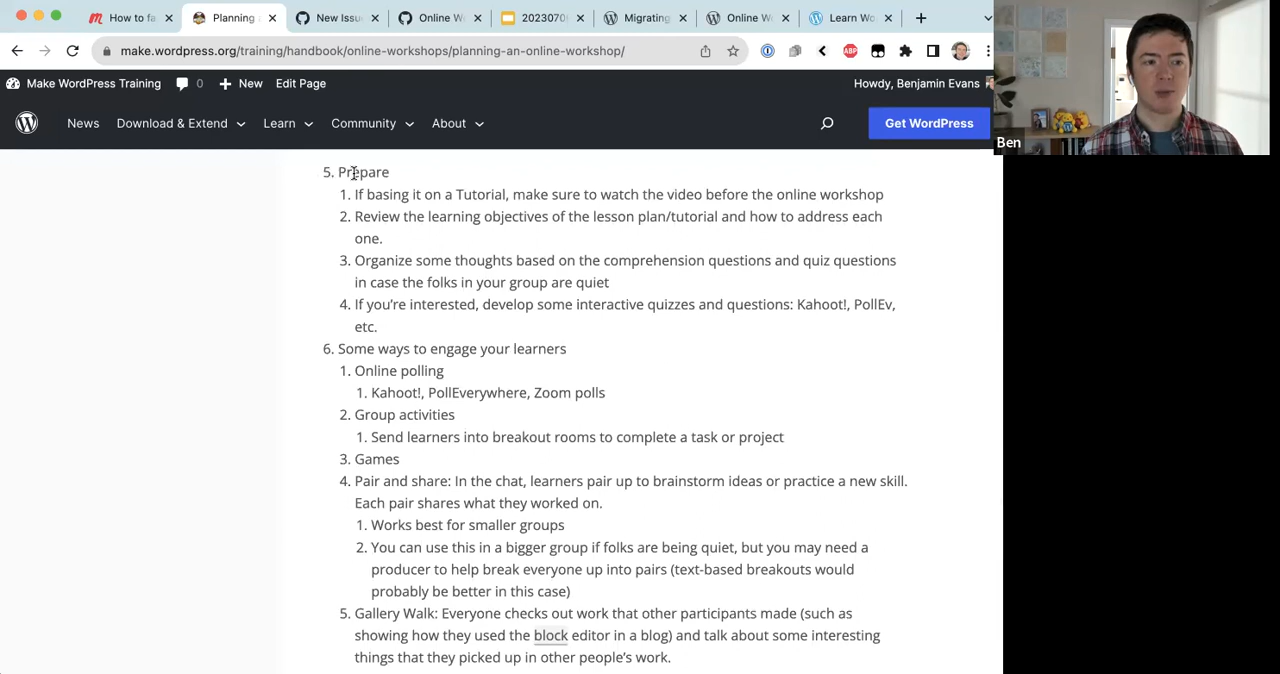 How to fa
Planning
New Issu
Online W
2023070
Migrating
Online W
Learn Wo
make.wordpress.org/training/handbook/online-workshops/planning-an-online-workshop/
ABP
Make WordPress Training
0
New
Edit Page
Howdy, Benjamin Evans
News
Download & Extend
Learn
Community
About
Get WordPress
Ben
5. Prepare
1. If basing it on a Tutorial, make sure to watch the video before the online workshop
2. Review the learning objectives of the lesson plan/tutorial and how to address each
one.
3. Organize some thoughts based on the comprehension questions and quiz questions
in case the folks in your group are quiet
4. If you're interested, develop some interactive quizzes and questions: Kahoot!, PollEv,
etc.
6. Some ways to engage your learners
1. Online polling
1. Kahoot!, PollEverywhere, Zoom polls
2. Group activities
1. Send learners into breakout rooms to complete a task or project
3. Games
4. Pair and share: In the chat, learners pair up to brainstorm ideas or practice a new skill.
Each pair shares what they worked on.
1. Works best for smaller groups
2. You can use this in a bigger group if folks are being quiet, but you may need a
producer to help break everyone up into pairs (text-based breakouts would
probably be better in this case)
5. Gallery Walk: Everyone checks out work that other participants made (such as
showing how they used the block editor in a blog) and talk about some interesting
things that they picked up in other people's work.